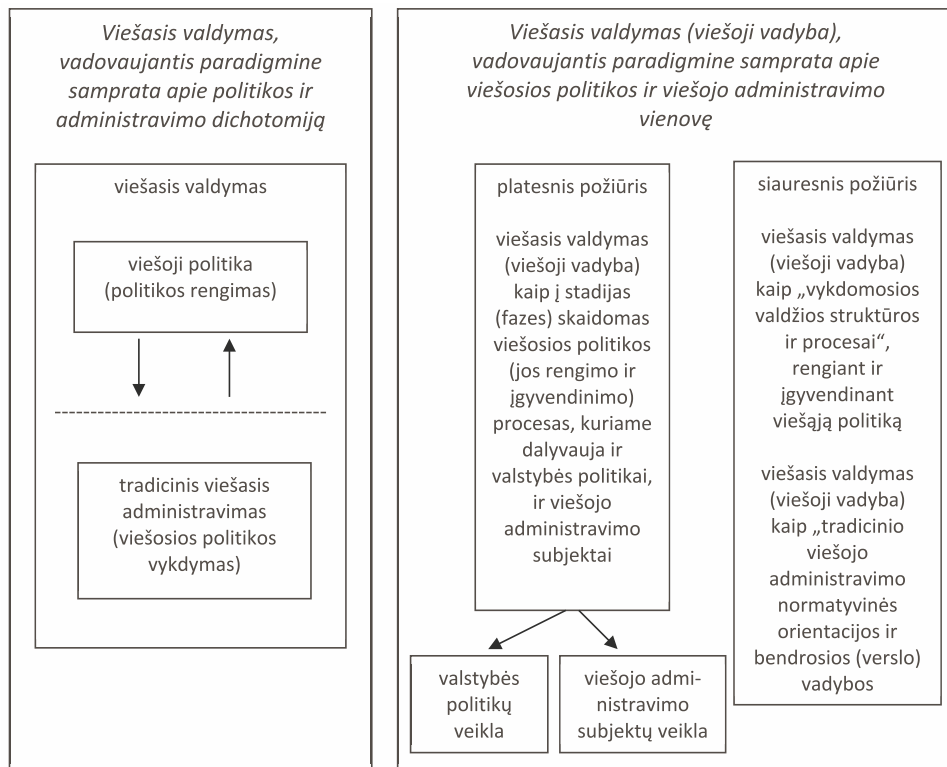 Viešasis valdymas,
vadovaujantis paradigmine
samprata apie politikos ir
administravimo dichotomiją
viešasis valdymas
viešoji politika
(politikos rengimas)
tradicinis viešasis
administravimas
(viešosios politikos
vykdymas)
Viešasis valdymas (viešoji vadyba),
vadovaujantis paradigmine samprata apie
viešosios politikos ir viešojo administravimo
vienovę
platesnis požiūris
viešasis valdymas
(viešoji vadyba)
kaip į stadijas
(fazes) skaidomas
viešosios politikos
(jos rengimo ir
įgyvendinimo)
procesas, kuriame
dalyvauja ir
valstybės politikai,
ir viešojo
administravimo
subjektai
valstybės
politikų
veikla
viešojo admi-
nistravimo
subjektų veikla
siauresnis požiūris
viešasis valdymas
(viešoji vadyba)
kaip „vykdomosios
valdžios struktūros
ir procesai“,
rengiant ir
įgyvendinant
viešąją politiką
viešasis valdymas
(viešoji vadyba)
kaip „tradicinio
viešojo
administravimo
normatyvinės
orientacijos ir
bendrosios (verslo)
vadybos